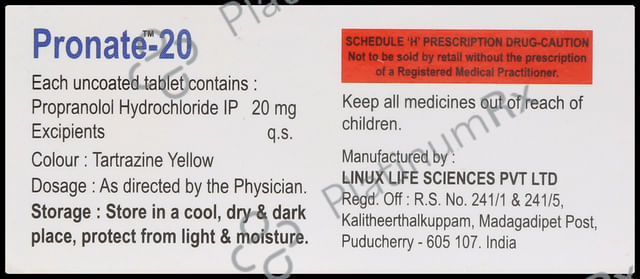 Pronate™-20
Each uncoated tablet contains :
Propranolol Hydrochloride IP 20 mg
Excipients q.s.
Colour : Tartrazine Yellow
Dosage : As directed by the Physician.
Storage : Store in a cool, dry & dark
place, protect from light & moisture.
SCHEDULE 'H' PRESCRIPTION DRUG-CAUTION
Not to be sold by retail without the prescription
of a Registered Medical Practitioner.
Keep all medicines out of reach of
children.
Manufactured by :
LINUX LIFE SCIENCES PVT LTD
Regd. Off : R.S. No. 241/1 & 241/5,
Kalitheerthalkuppam, Madagadipet Post,
Puducherry - 605 107. India
PlatinumRx
PlatinumRx